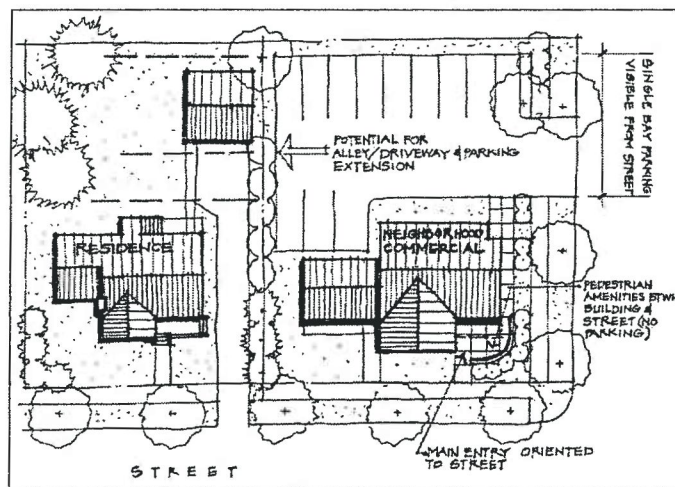 SINGLE BAY PARKING
VISIBLE FROM STREET
POTENTIAL FOR
ALLEY/DRIVEWAY & PARKING
EXTENSION
RESIDENCE
NEIGHBORHOOD
COMMERCIAL
PEDESTRIAN
AMENITIES BTWN
BUILDING &
STREET (NO
PARKING)
MAIN ENTRY ORIENTED
TO STREET
STREET